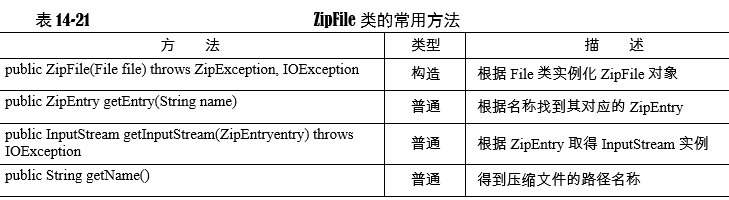 表 14-21 ZipFile 类的常用方法
方 法 类型 描 述
public ZipFile(File file) throws ZipException, IOException 构造 根据 File 类实例化 ZipFile 对象
public ZipEntry getEntry(String name) 普通 根据名称找到其对应的 ZipEntry
public InputStream getInputStream(ZipEntryentry) throws
IOException 普通 根据 ZipEntry 取得 InputStream 实例
public String getName() 普通 得到压缩文件的路径名称